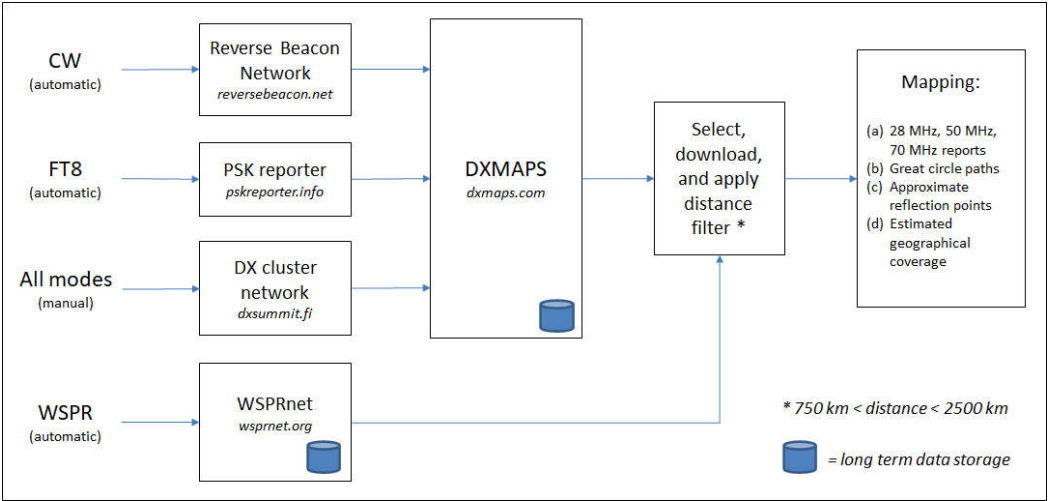 CW
(automatic)
Reverse Beacon
Network
reversebeacon.net
FT8
(automatic)
PSK reporter
pskreporter.info
All modes
(manual)
DX cluster
network
dxsummit.fi
WSPR
(automatic)
WSPRnet
wsprnet.org
DXMAPS
dxmaps.com
Select,
download,
and apply
distance
filter *
Mapping:
(a) 28 MHz, 50 MHz,
70 MHz reports
(b) Great circle paths
(c) Approximate
reflection points
(d) Estimated
geographical
coverage
* 750 km < distance < 2500 km
= long term data storage